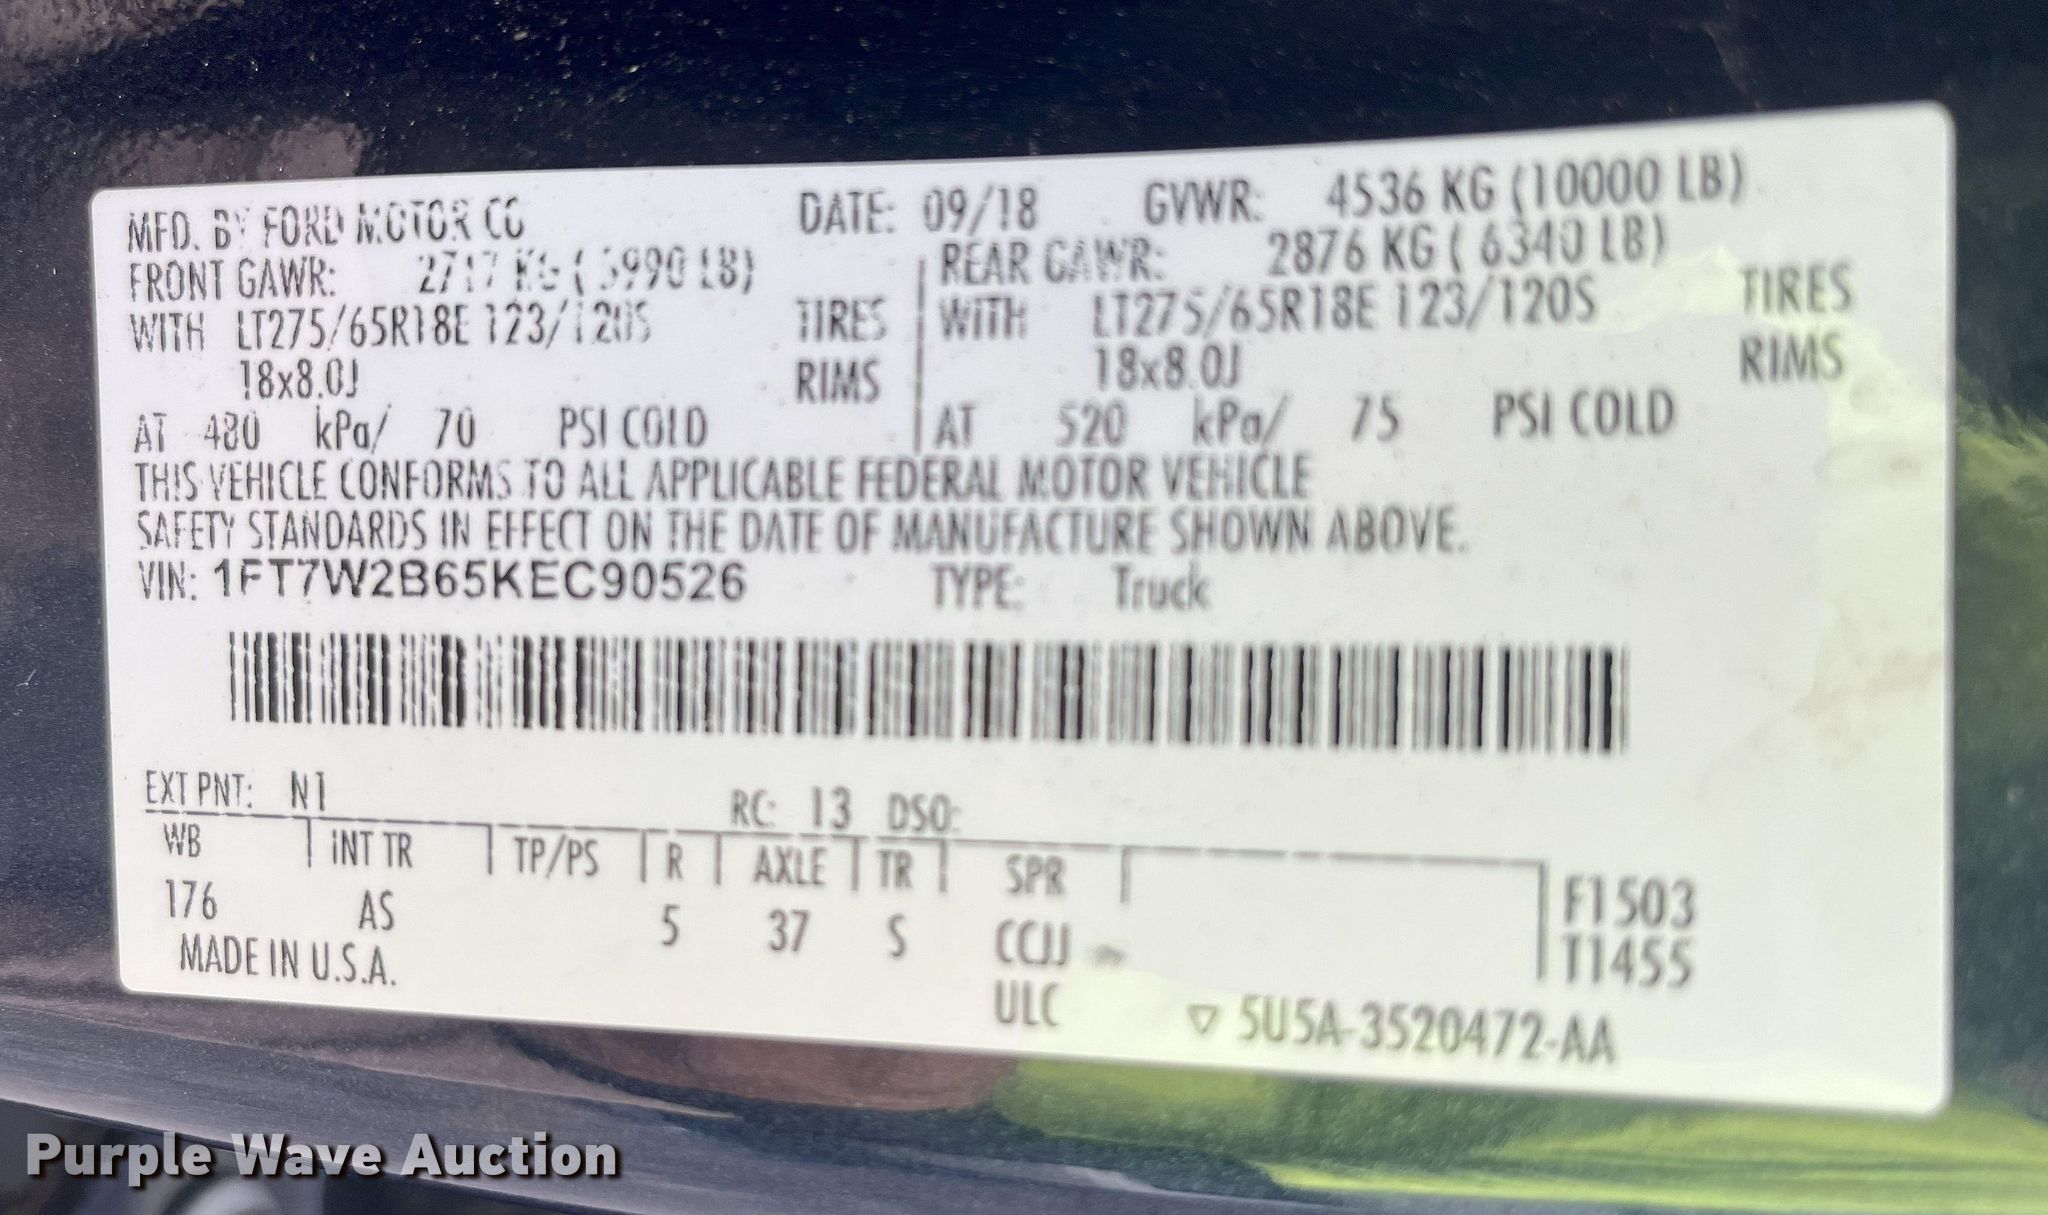 MFD. BY FORD MOTOR CO DATE: 09/18 GVWR: 4536 KG (10000 LB)
FRONT GAWR: 2717 KG ( 5990 LB) REAR GAWR: 2876 KG ( 6340 LB)
WITH LT275/65R18E 123/120S TIRES WITH LT275/65R18E 123/120S TIRES
18x8.0J RIMS 18x8.0J RIMS
AT 480 kPa/ 70 PSI COLD AT 520 kPa/ 75 PSI COLD
THIS VEHICLE CONFORMS TO ALL APPLICABLE FEDERAL MOTOR VEHICLE
SAFETY STANDARDS IN EFFECT ON THE DATE OF MANUFACTURE SHOWN ABOVE.
VIN: 1FT7W2B65KEC90526 TYPE: Truck
EXT PNT: N1 RC: 13 DSO:
WB INT TR TP/PS R AXLE TR SPR F1503
176 AS 5 37 S CCJJ T1455
MADE IN U.S.A. ULC ▽ 5U5A-3520472-AA
Purple Wave Auction